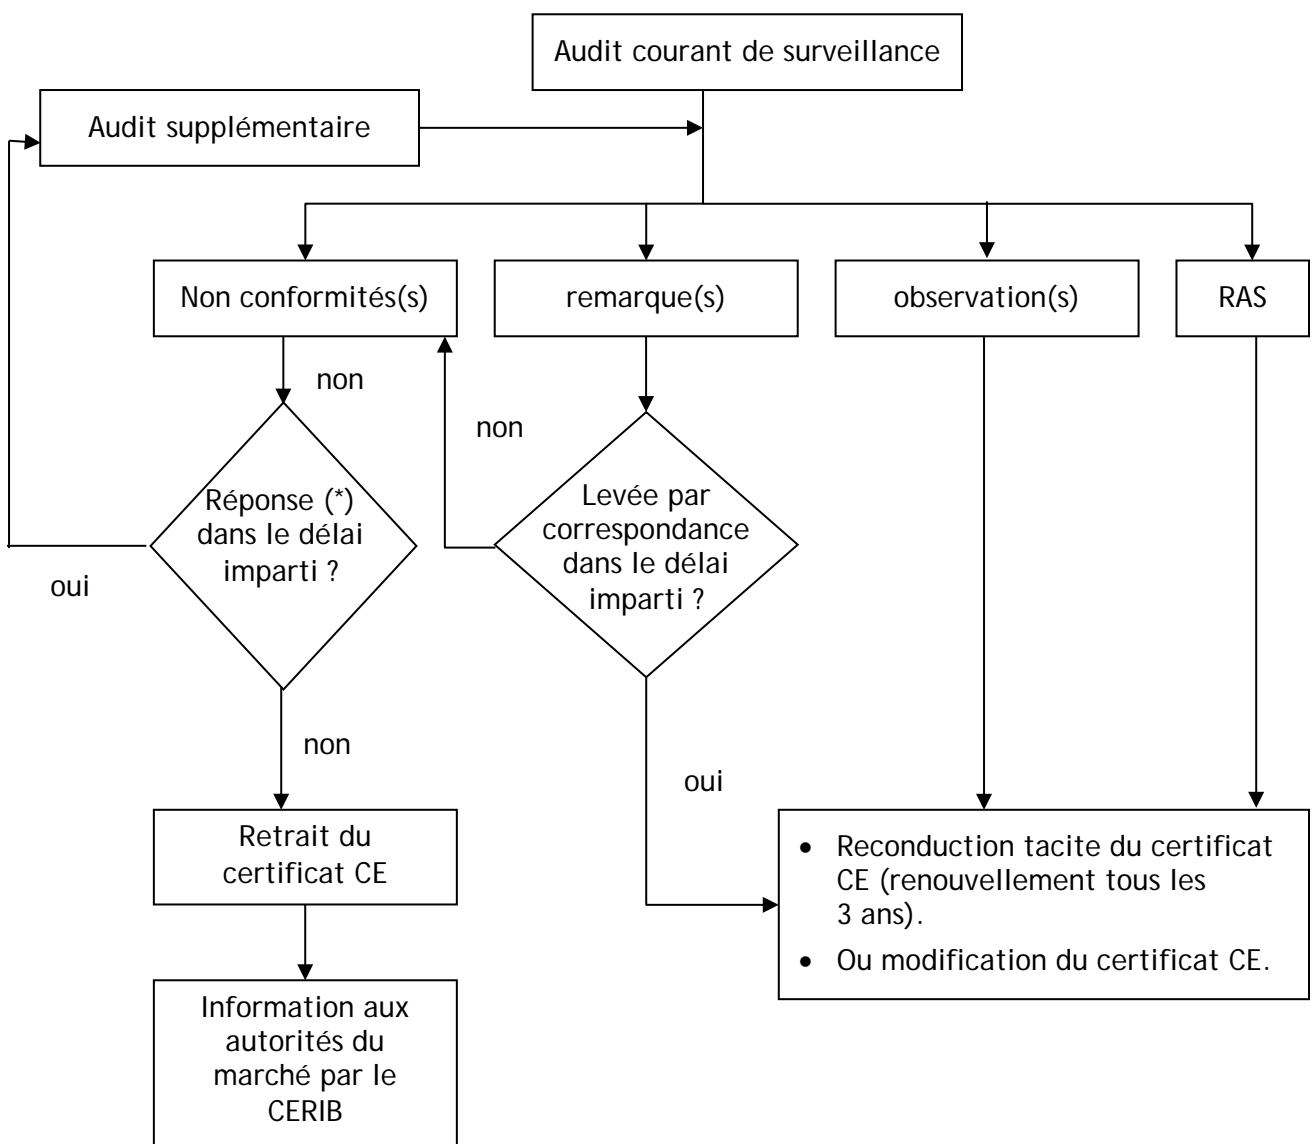 Audit courant de surveillance
Audit supplémentaire
Non conformités(s)
remarque(s)
observation(s)
RAS
non
non
Réponse (*)
dans le délai
imparti ?
Levée par
correspondance
dans le délai
imparti ?
oui
non
oui
Retrait du
certificat CE
• Reconduction tacite du certificat
CE (renouvellement tous les
3 ans).
• Ou modification du certificat CE.
Information aux
autorités du
marché par le
CERIB